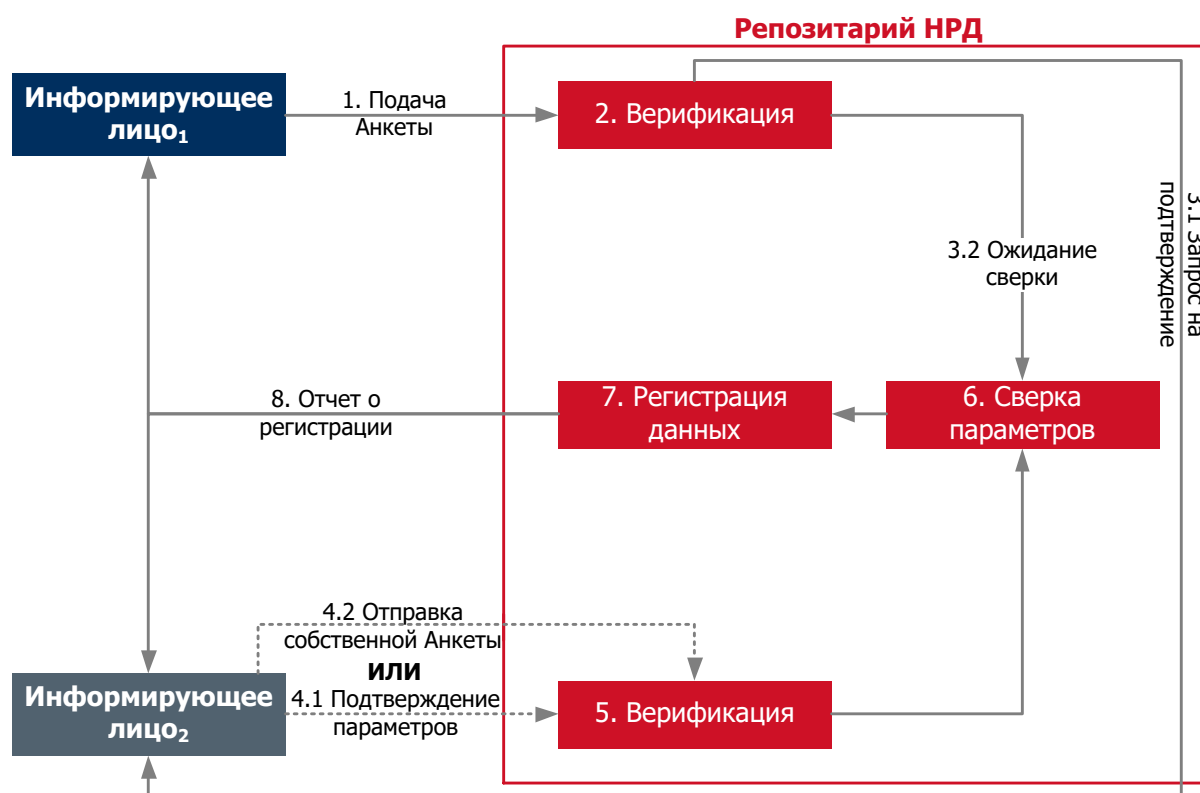 Репозитарий НРД
Информирующее
лицо₁
1. Подача
Анкеты
2. Верификация
3.1 Запрос на
подтверждение
3.2 Ожидание
сверки
8. Отчет о
регистрации
7. Регистрация
данных
6. Сверка
параметров
4.2 Отправка
собственной Анкеты
или
4.1 Подтверждение
параметров
Информирующее
лицо₂
5. Верификация